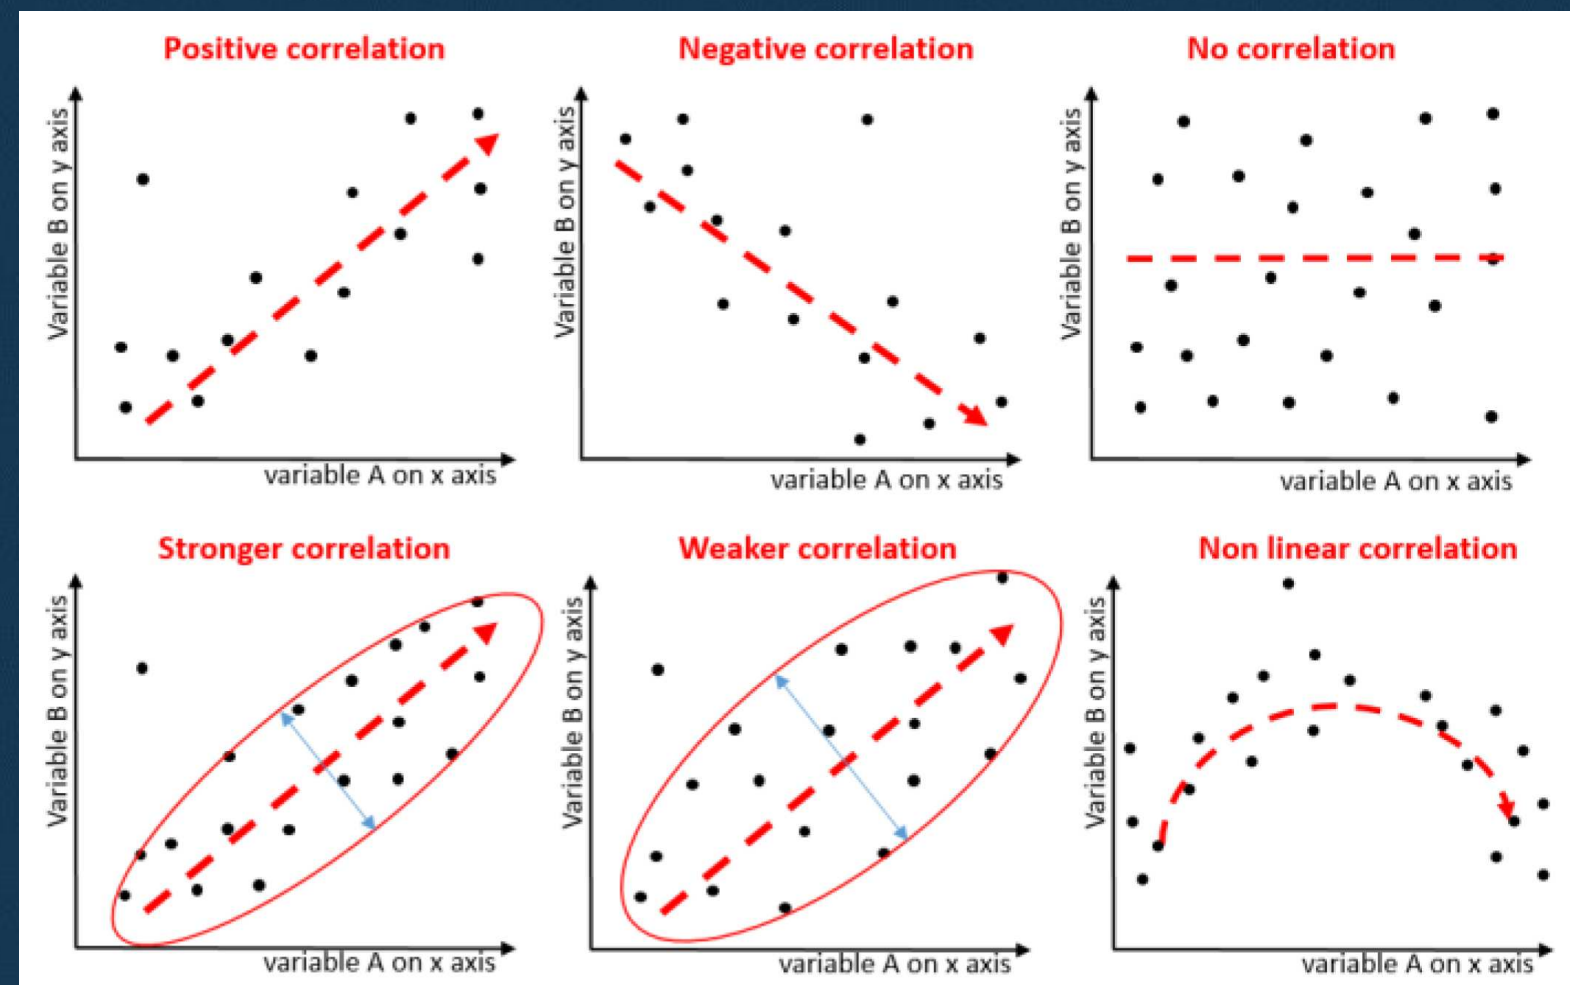 Positive correlation
Variable B on y axis
variable A on x axis
Negative correlation
Variable B on y axis
variable A on x axis
No correlation
Variable B on y axis
variable A on x axis
Stronger correlation
Variable B on y axis
variable A on x axis
Weaker correlation
Variable B on y axis
variable A on x axis
Non linear correlation
Variable B on y axis
variable A on x axis